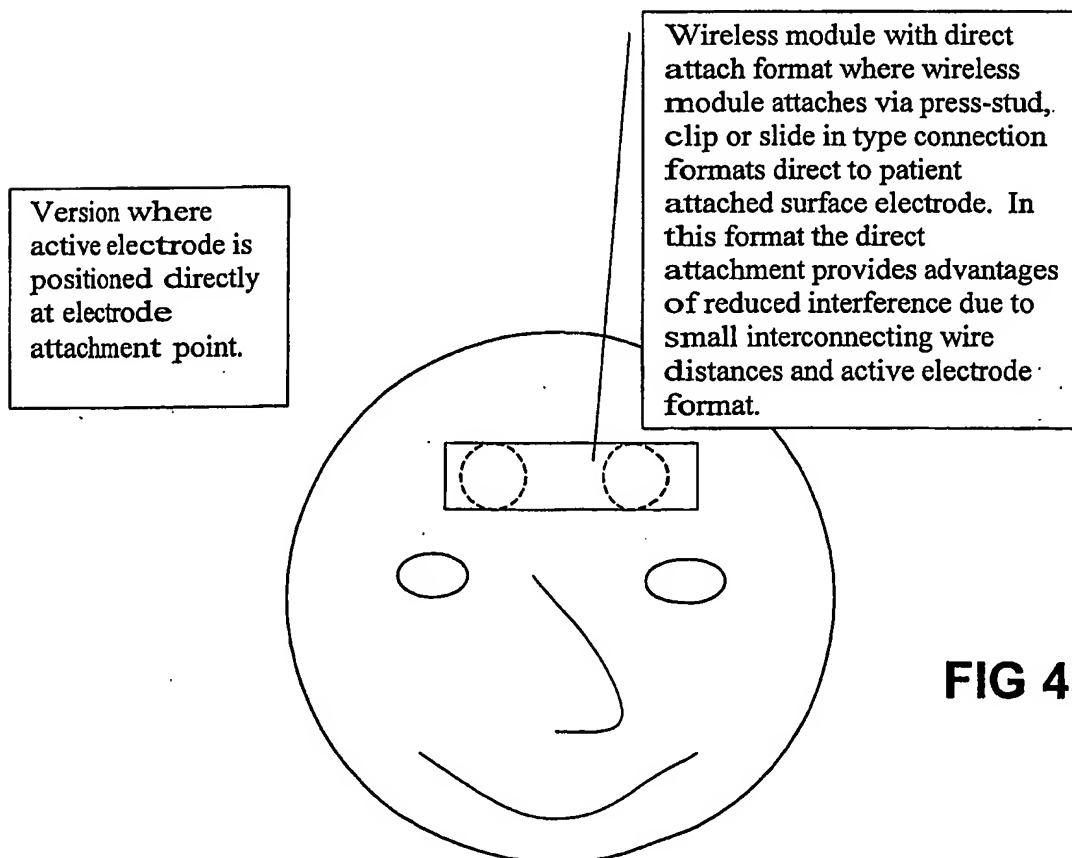 Wireless module with direct
attach format where wireless
module attaches via press-stud,
clip or slide in type connection
formats direct to patient
attached surface electrode. In
this format the direct
attachment provides advantages
of reduced interference due to
small interconnecting wire
distances and active electrode
format.
Version where
active electrode is
positioned directly
at electrode
attachment point.
FIG 4